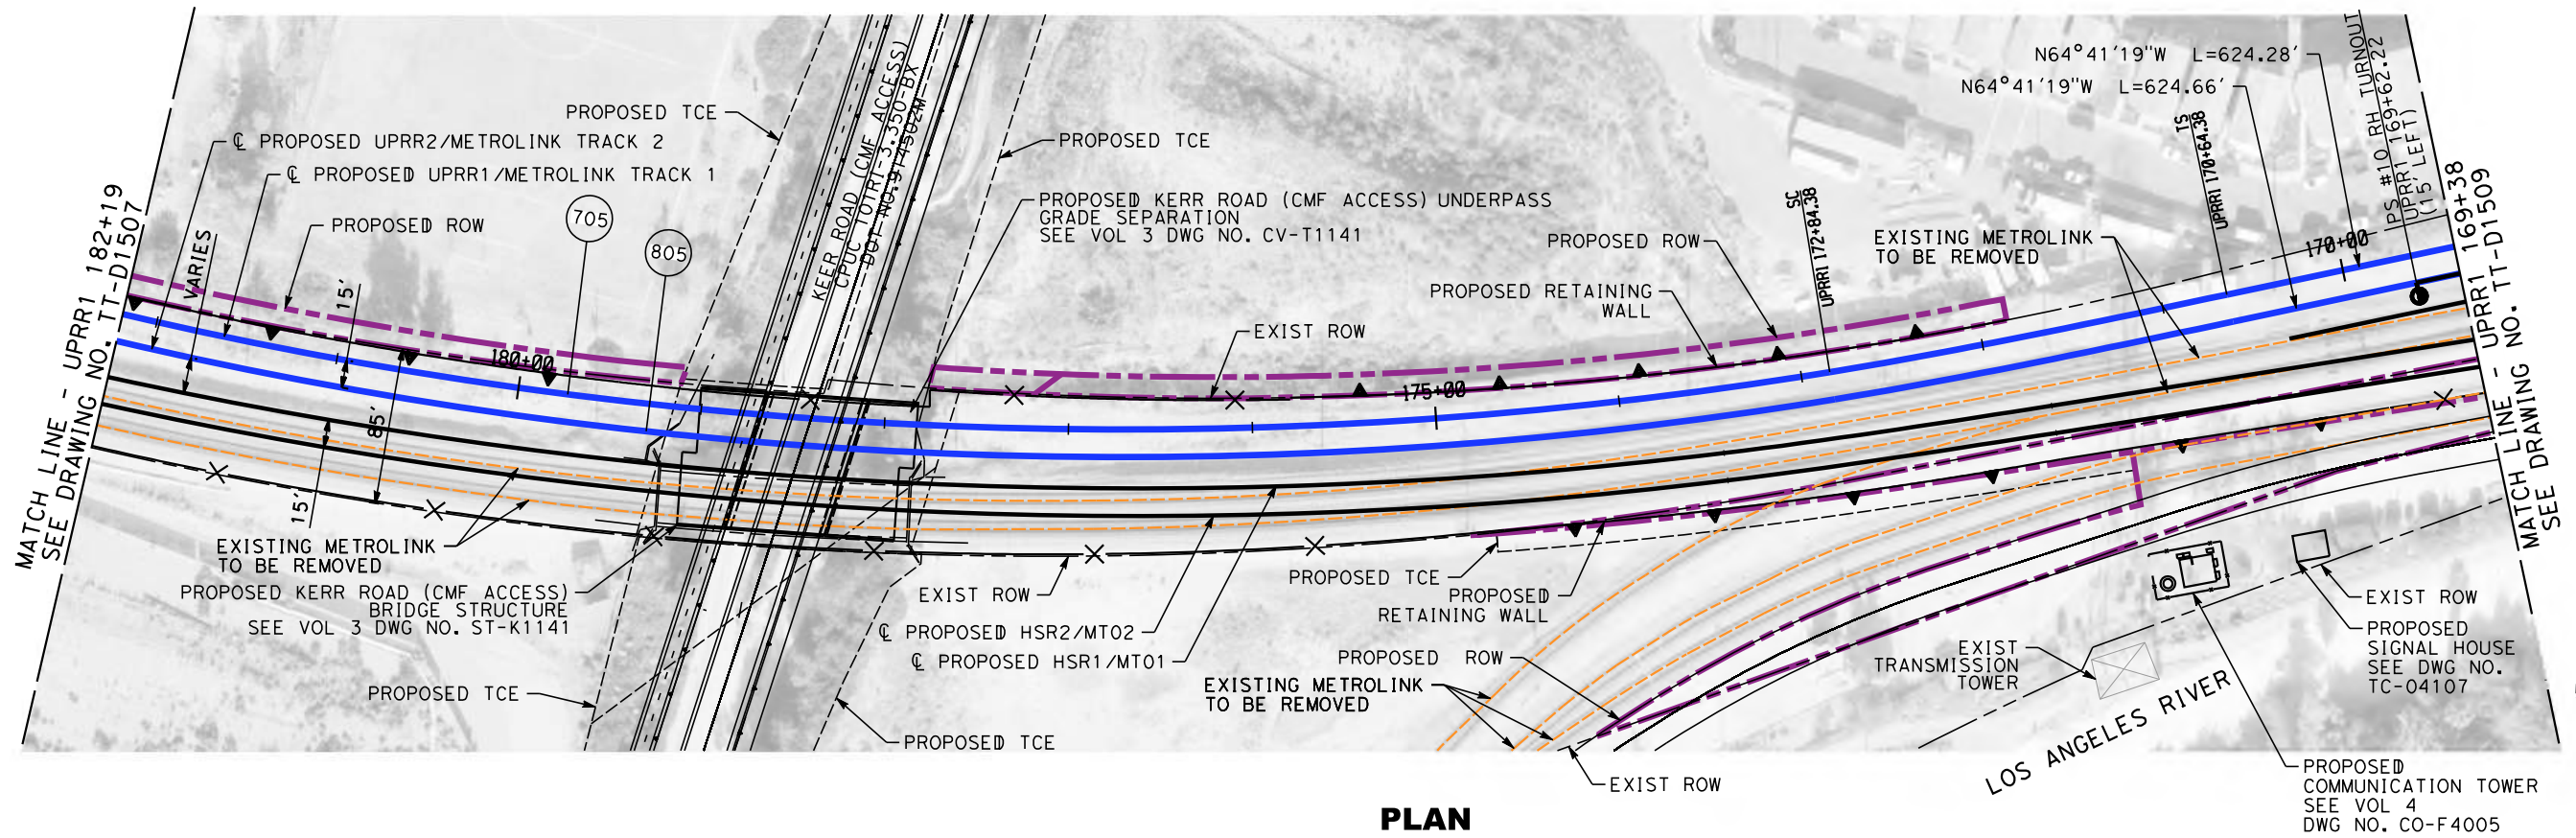 MATCH LINE - UPRR1 182+19
SEE DRAWING NO. TT-D1507
VARIES
15'
85'
15'
PROPOSED TCE
℄ PROPOSED UPRR2/METROLINK TRACK 2
℄ PROPOSED UPRR1/METROLINK TRACK 1
PROPOSED ROW
705
805
180+00
KEER ROAD (CMF ACCESS)
CPUC TO1RI-3.350-BX
DOT NO.
PROPOSED TCE
PROPOSED KERR ROAD (CMF ACCESS) UNDERPASS
GRADE SEPARATION
SEE VOL 3 DWG NO. CV-T1141
EXIST ROW
PROPOSED RETAINING
WALL
PROPOSED ROW
175+00
SC
UPRR1 172+84.38
EXISTING METROLINK
TO BE REMOVED
N64°41'19"W L=624.28'
N64°41'19"W L=624.66'
TS
UPRR1 170+64.38
PS #10 RH TURNOUT
UPRR1 169+62.22
(15' LEFT)
170+00
MATCH LINE - UPRR1 169+38
SEE DRAWING NO. TT-D1509
EXISTING METROLINK
TO BE REMOVED
PROPOSED KERR ROAD (CMF ACCESS)
BRIDGE STRUCTURE
SEE VOL 3 DWG NO. ST-K1141
PROPOSED TCE
PROPOSED TCE
EXIST ROW
℄ PROPOSED HSR2/MT02
℄ PROPOSED HSR1/MT01
PROPOSED TCE
PROPOSED
RETAINING WALL
PROPOSED ROW
EXISTING METROLINK
TO BE REMOVED
EXIST ROW
EXIST
TRANSMISSION
TOWER
LOS ANGELES RIVER
EXIST ROW
PROPOSED
SIGNAL HOUSE
SEE DWG NO.
TC-04107
PROPOSED
COMMUNICATION TOWER
SEE VOL 4
DWG NO. CO-F4005
PLAN